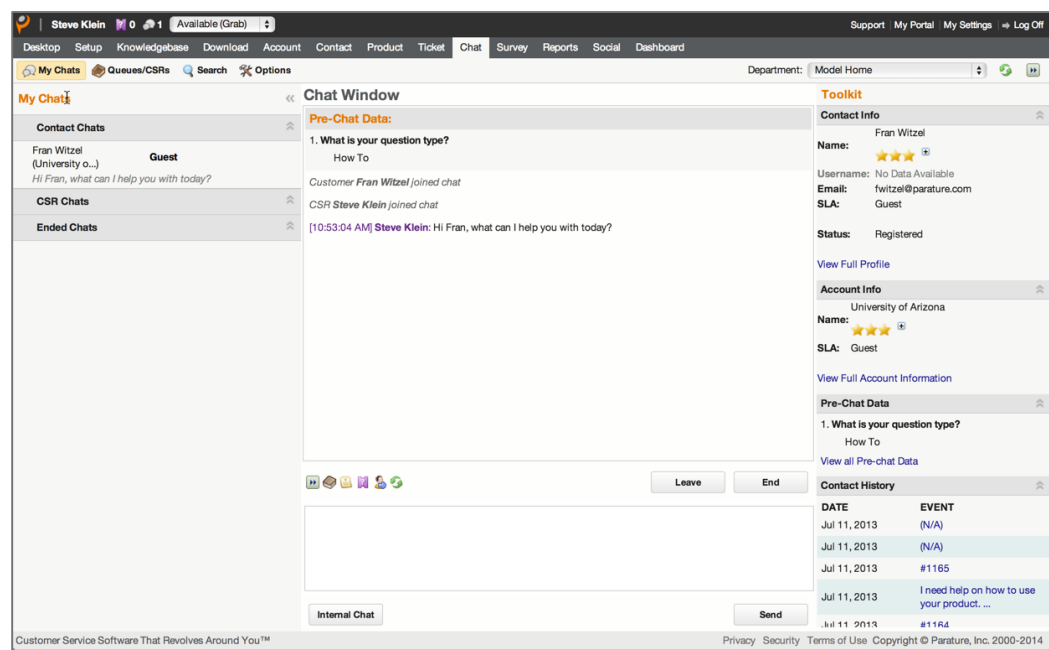 Steve Klein 0 1 Available (Grab) Support My Portal My Settings Log Off
Desktop Setup Knowledgebase Download Account Contact Product Ticket Chat Survey Reports Social Dashboard
My Chats Queues/CSRs Search Options Department: Model Home
My Chats
Contact Chats
Fran Witzel
(University o...)
Guest
Hi Fran, what can I help you with today?
CSR Chats
Ended Chats
Chat Window
Pre-Chat Data:
1. What is your question type?
How To
Customer Fran Witzel joined chat
CSR Steve Klein joined chat
[10:53:04 AM] Steve Klein: Hi Fran, what can I help you with today?
Leave End
Internal Chat Send
Toolkit
Contact Info
Name: Fran Witzel
Username: No Data Available
Email: fwitzel@parature.com
SLA: Guest
Status: Registered
View Full Profile
Account Info
Name: University of Arizona
SLA: Guest
View Full Account Information
Pre-Chat Data
1. What is your question type?
How To
View all Pre-chat Data
Contact History
DATE EVENT
Jul 11, 2013 (N/A)
Jul 11, 2013 (N/A)
Jul 11, 2013 #1165
Jul 11, 2013 I need help on how to use
your product. ...
Jul 11, 2013 #1164
Customer Service Software That Revolves Around You™ Privacy Security Terms of Use Copyright © Parature, Inc. 2000-2014